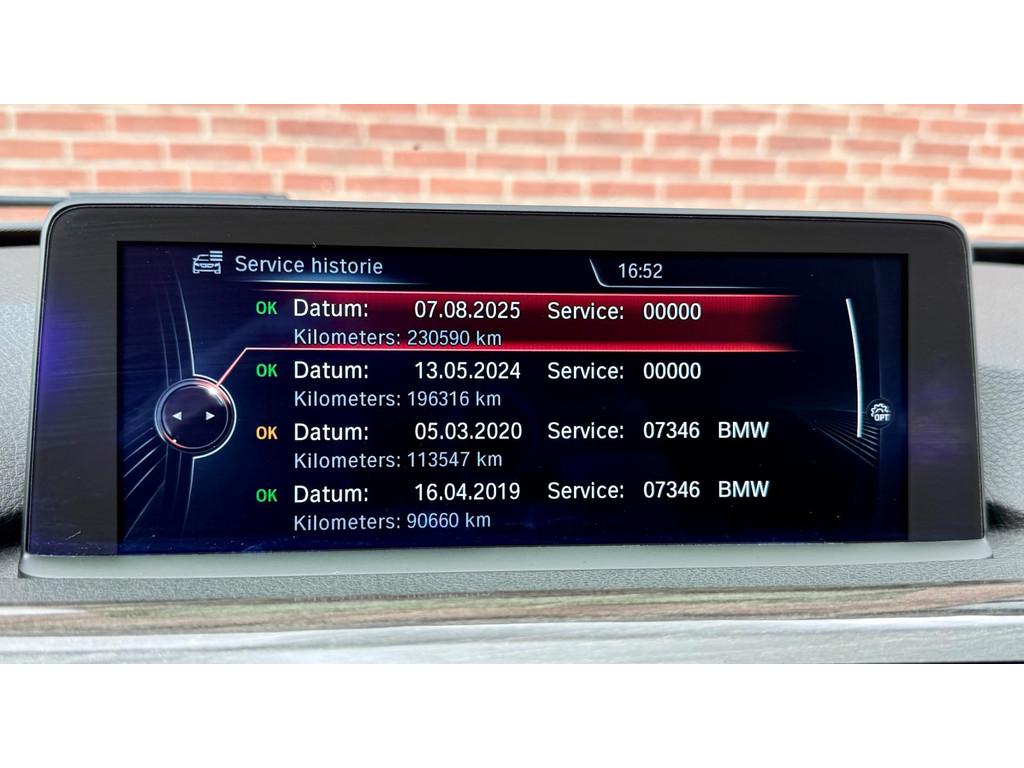 Service historie 16:52
OK Datum: 07.08.2025 Service: 00000
Kilometers: 230590 km
OK Datum: 13.05.2024 Service: 00000
Kilometers: 196316 km
OK Datum: 05.03.2020 Service: 07346 BMW
Kilometers: 113547 km
OPT
OK Datum: 16.04.2019 Service: 07346 BMW
Kilometers: 90660 km